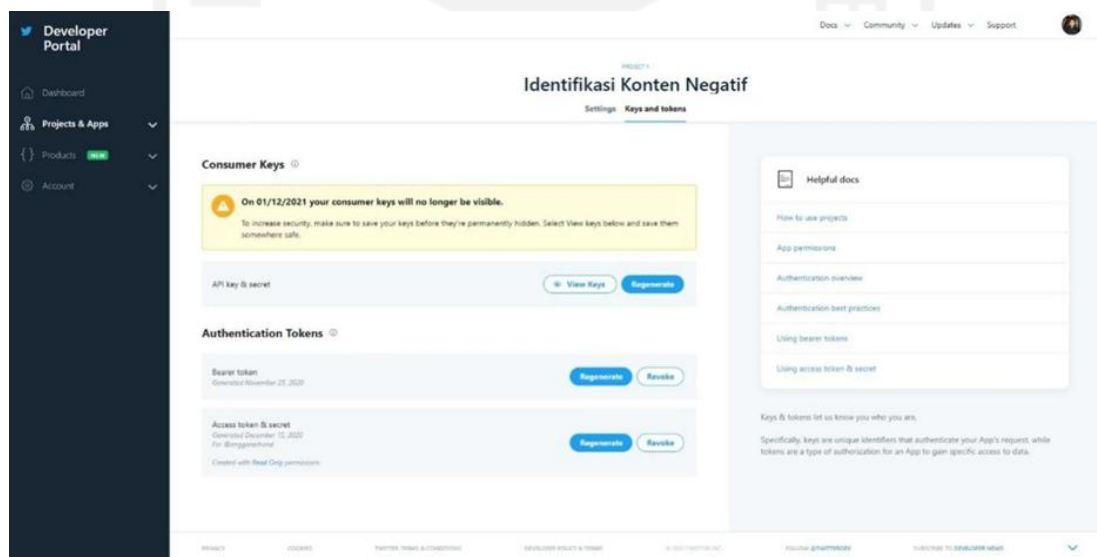 Developer
Portal
Docs
Community
Updates
Support
PROJECT 1
Identifikasi Konten Negatif
Settings
Keys and tokens
Dashboard
Projects & Apps
Products NEW
Account
Consumer Keys
On 01/12/2021 your consumer keys will no longer be visible.
To increase security, make sure to save your keys before they're permanently hidden. Select View keys below and save them
somewhere safe.
API key & secret
View Keys
Regenerate
Authentication Tokens
Bearer token
Generated November 25, 2020
Regenerate
Revoke
Access token & secret
Generated December 15, 2020
For
Created with Read Only permissions
Regenerate
Revoke
Helpful docs
How to use projects
App permissions
Authentication overview
Authentication best practices
Using bearer tokens
Using access token & secret
Keys & tokens let us know you who you are.
Specifically, keys are unique identifiers that authenticate your App's request, while
tokens are a type of authorization for an App to gain specific access to data.
PRIVACY
COOKIES
TWITTER TERMS & CONDITIONS
DEVELOPER POLICY & TERMS
TWITTER INC.
FOLLOW @TWITTERDEV
SUBSCRIBE TO DEVELOPER NEWS